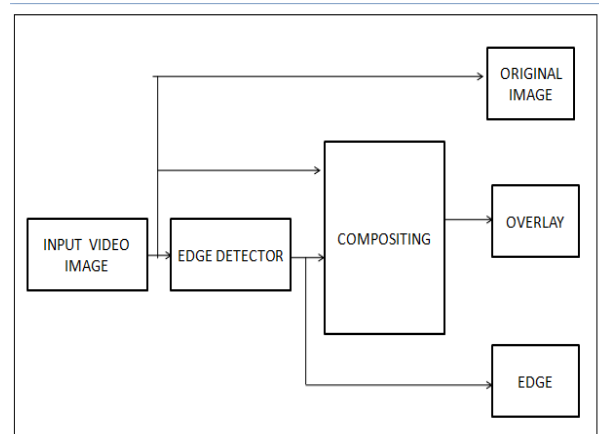 ORIGINAL
IMAGE
INPUT VIDEO
IMAGE
EDGE DETECTOR
COMPOSITING
OVERLAY
EDGE